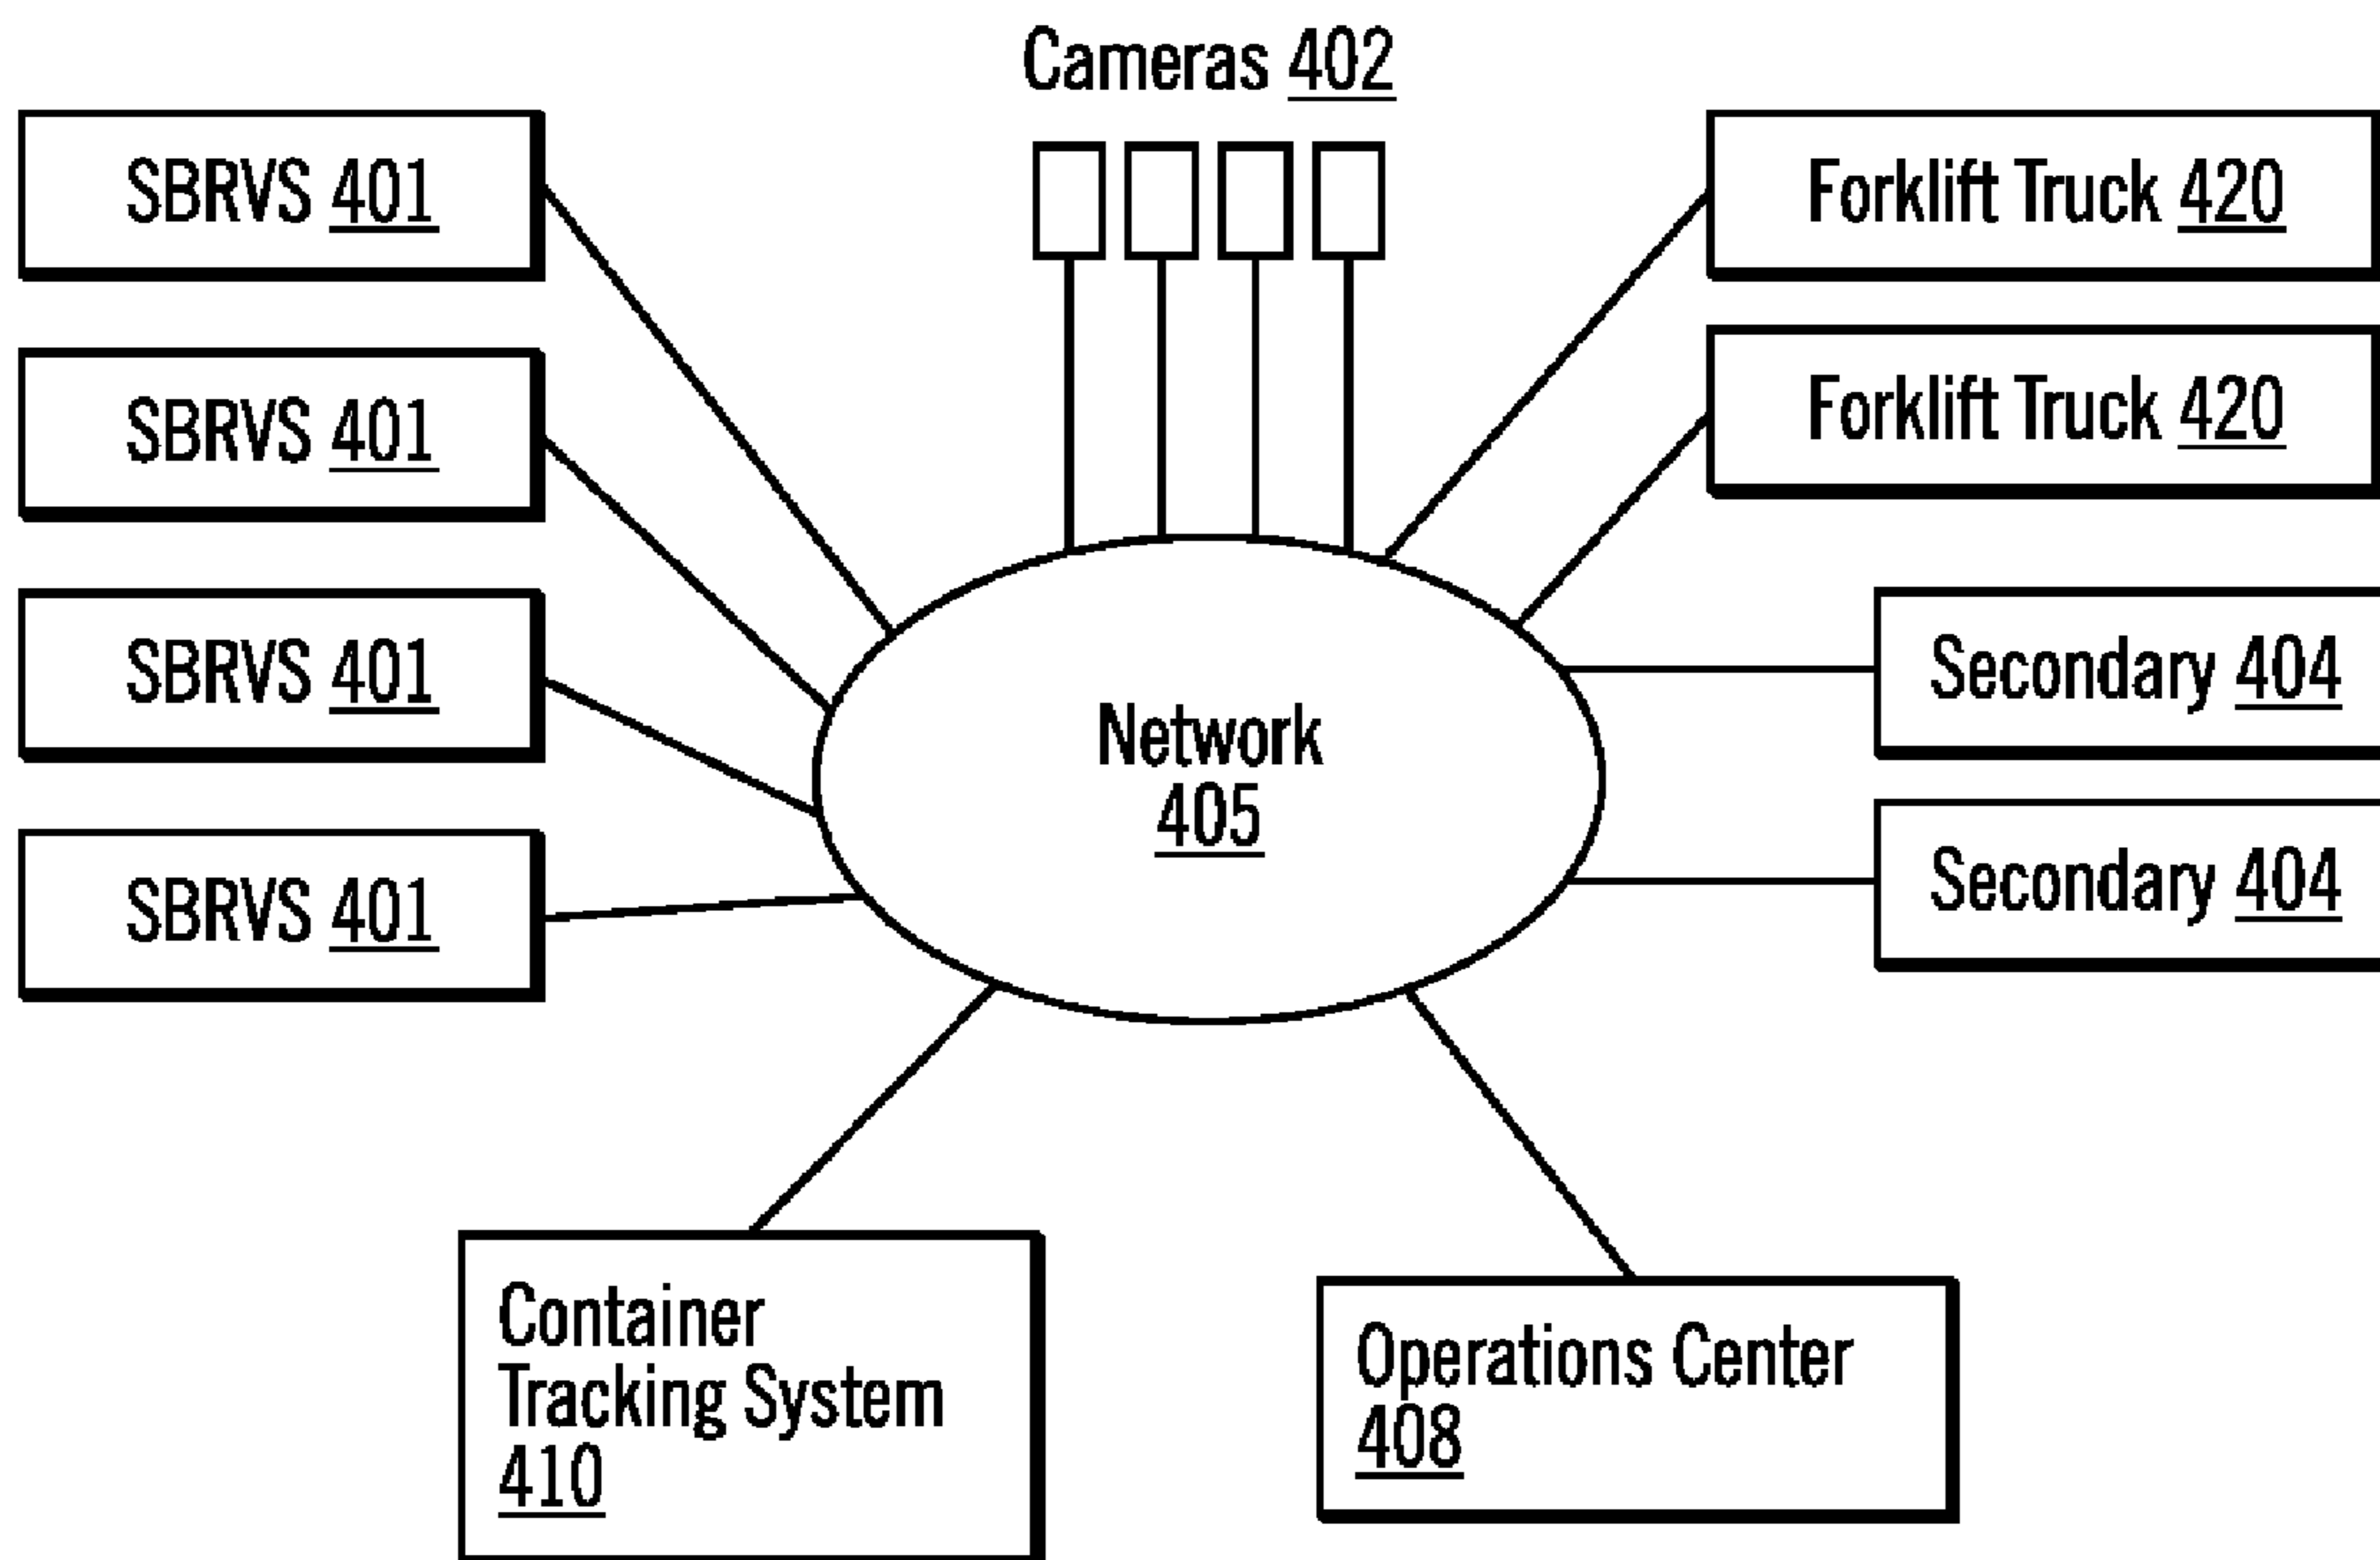 Cameras 402
SBRVS 401
SBRVS 401
SBRVS 401
SBRVS 401
Forklift Truck 420
Forklift Truck 420
Secondary 404
Secondary 404
Network
405
Container
Tracking System
410
Operations Center
408